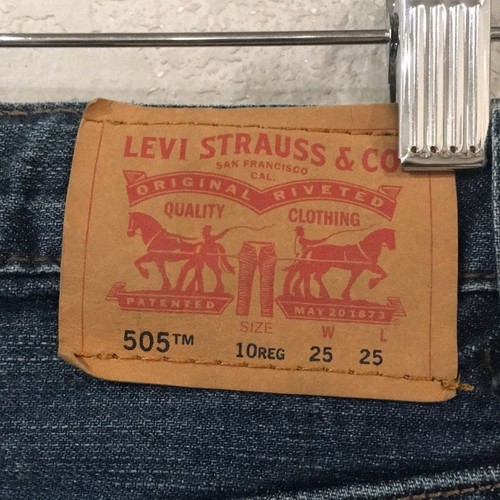 LEVI STRAUSS & CO
SAN FRANCISCO
CAL.
ORIGINAL RIVETED
QUALITY CLOTHING
PATENTED MAY 20 1873
SIZE W L
505™ 10REG 25 25